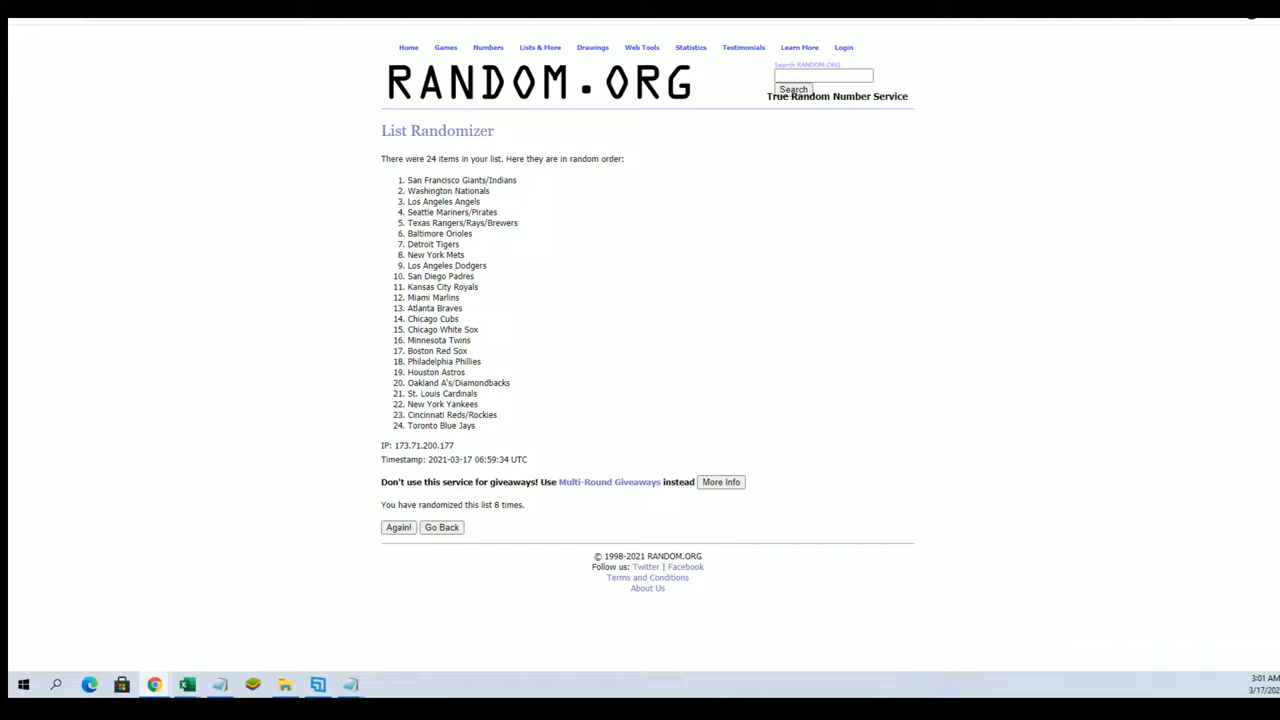 Home Games Numbers Lists & More Drawings Web Tools Statistics Testimonials Learn More Login
Search RANDOM.ORG
RANDOM.ORG
Search
True Random Number Service
List Randomizer
There were 24 items in your list. Here they are in random order:
1. San Francisco Giants/Indians
2. Washington Nationals
3. Los Angeles Angels
4. Seattle Mariners/Pirates
5. Texas Rangers/Rays/Brewers
6. Baltimore Orioles
7. Detroit Tigers
8. New York Mets
9. Los Angeles Dodgers
10. San Diego Padres
11. Kansas City Royals
12. Miami Marlins
13. Atlanta Braves
14. Chicago Cubs
15. Chicago White Sox
16. Minnesota Twins
17. Boston Red Sox
18. Philadelphia Phillies
19. Houston Astros
20. Oakland A's/Diamondbacks
21. St. Louis Cardinals
22. New York Yankees
23. Cincinnati Reds/Rockies
24. Toronto Blue Jays
IP: 173.71.200.177
Timestamp: 2021-03-17 06:59:34 UTC
Don't use this service for giveaways! Use Multi-Round Giveaways instead More Info
You have randomized this list 8 times.
Again! Go Back
© 1998-2021 RANDOM.ORG
Follow us: Twitter | Facebook
Terms and Conditions
About Us
3:01 AM
3/17/202